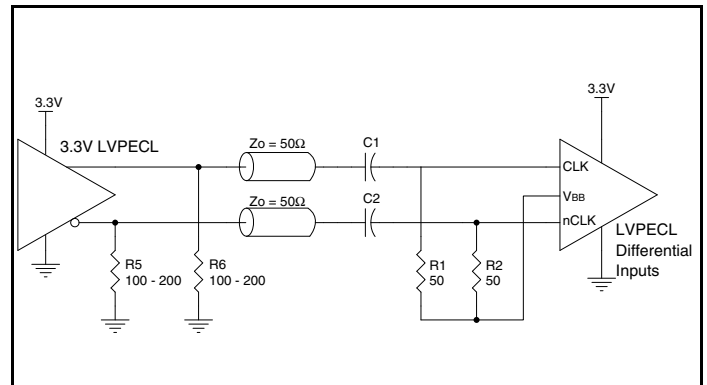 3.3V
3.3V
3.3V LVPECL
Zo = 50Ω
C1
CLK
Zo = 50Ω
C2
VBB
nCLK
LVPECL
Differential
Inputs
R5
100 - 200
R6
100 - 200
R1
50
R2
50